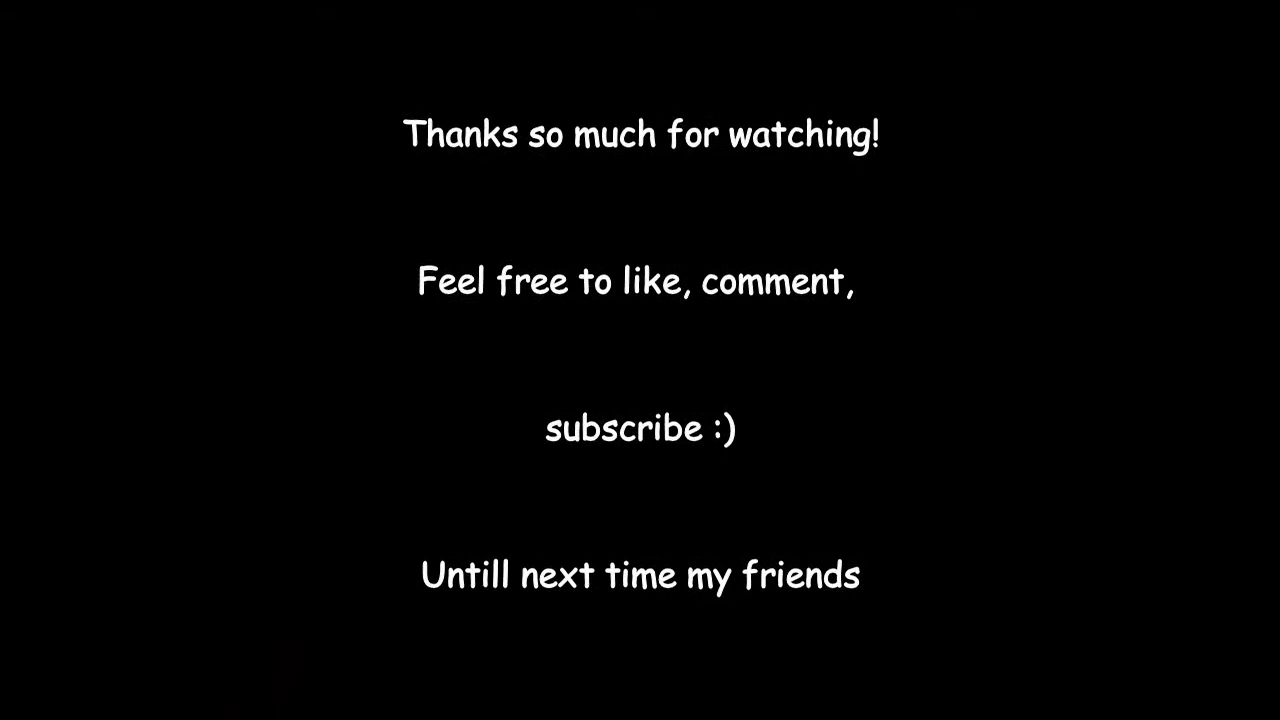 Thanks so much for watching!
Feel free to like, comment,
subscribe :)
Untill next time my friends